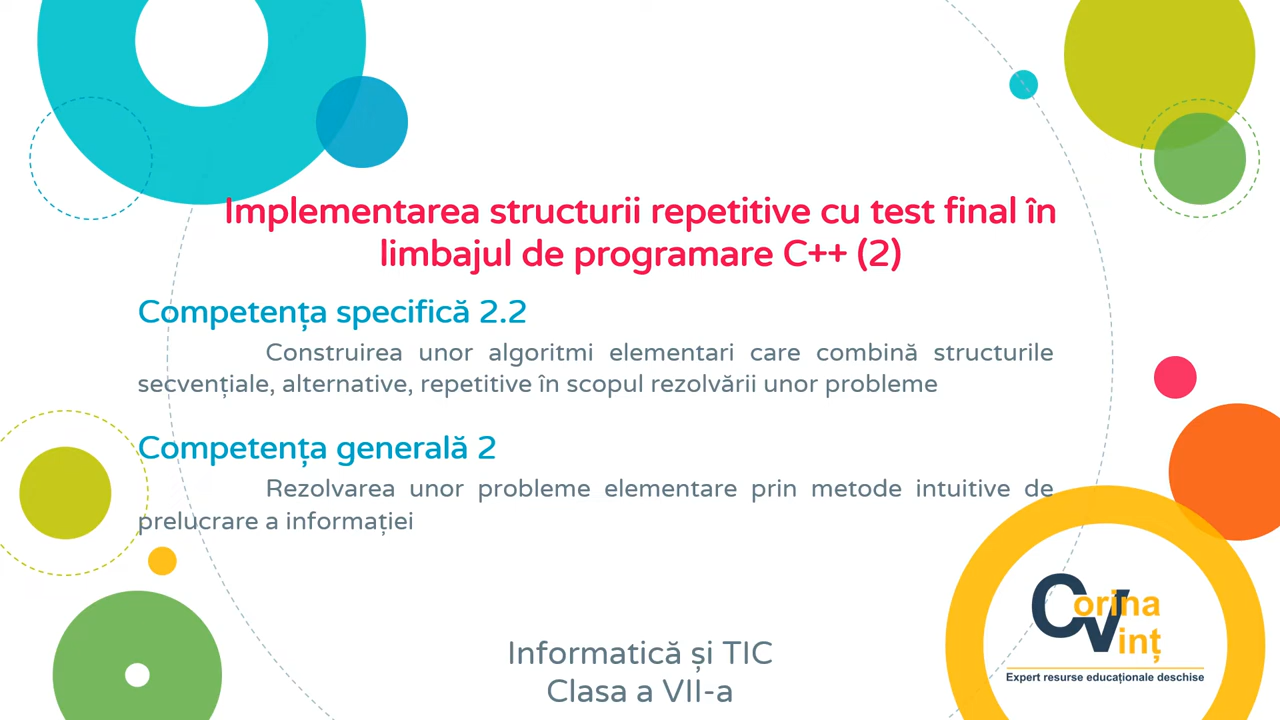 Implementarea structurii repetitive cu test final în
limbajul de programare C++ (2)
Competența specifică 2.2
Construirea unor algoritmi elementari care combină structurile
secvențiale, alternative, repetitive în scopul rezolvării unor probleme
Competența generală 2
Rezolvarea unor probleme elementare prin metode intuitive de
prelucrare a informației
Informatică și TIC
Clasa a VII-a
Corina
Vinț
Expert resurse educaționale deschise